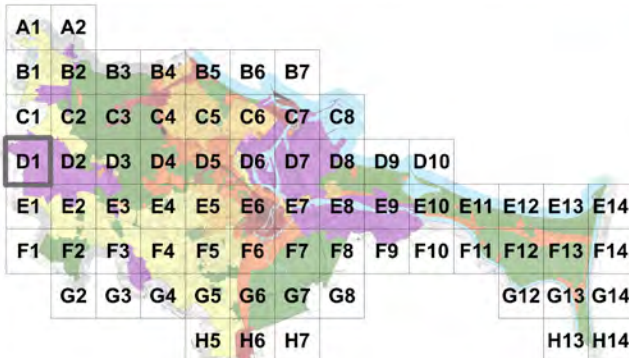 A1 A2
B1 B2 B3 B4 B5 B6 B7
C1 C2 C3 C4 C5 C6 C7 C8
D1 D2 D3 D4 D5 D6 D7 D8 D9 D10
E1 E2 E3 E4 E5 E6 E7 E8 E9 E10 E11 E12 E13 E14
F1 F2 F3 F4 F5 F6 F7 F8 F9 F10 F11 F12 F13 F14
G2 G3 G4 G5 G6 G7 G8 G12 G13 G14
H5 H6 H7 H13 H14